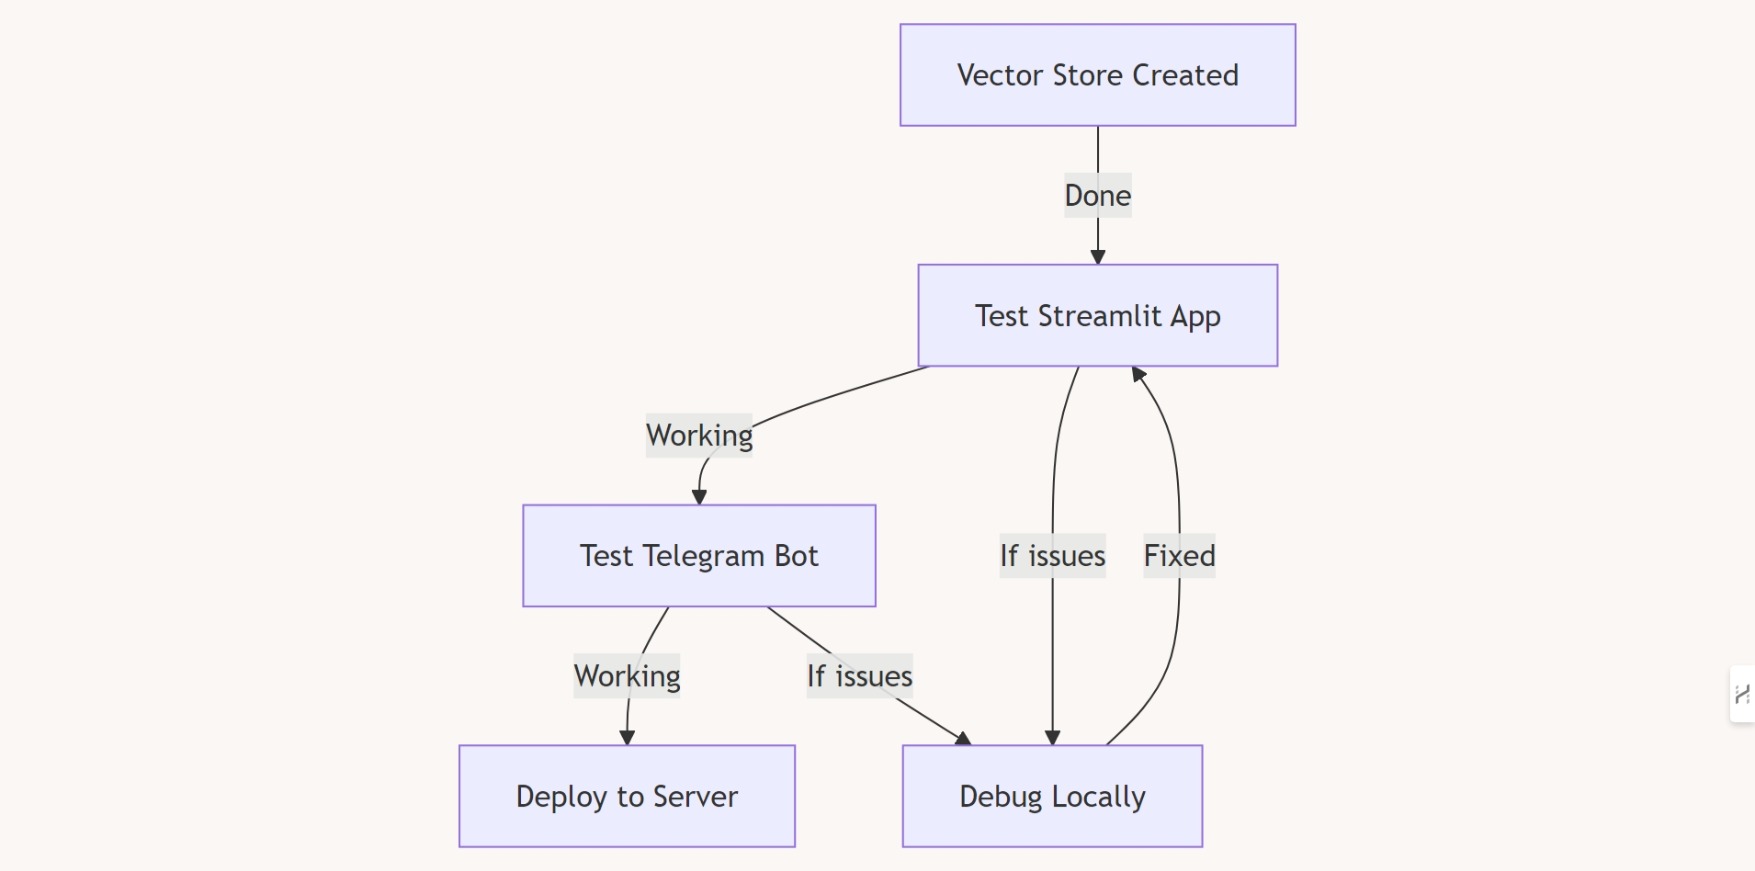 Vector Store Created
Done
Test Streamlit App
Working
Test Telegram Bot
If issues
Fixed
Working
If issues
Deploy to Server
Debug Locally